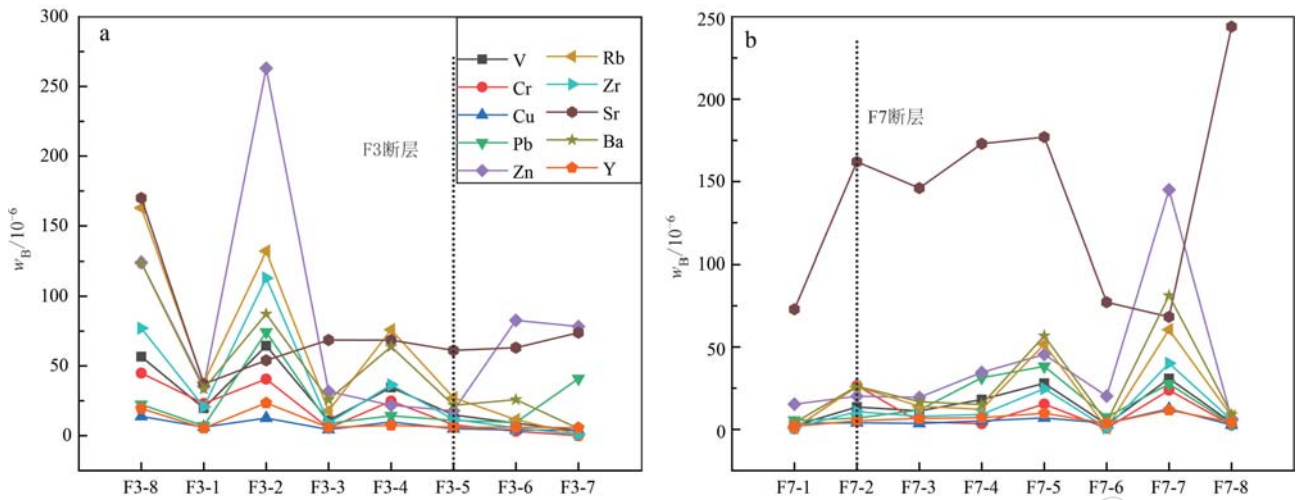 a
300
250
200
150
100
50
0
w_B/10⁻⁶
F3断层
V
Cr
Cu
Pb
Zn
Rb
Zr
Sr
Ba
Y
F3-8 F3-1 F3-2 F3-3 F3-4 F3-5 F3-6 F3-7
b
250
200
150
100
50
0
w_B/10⁻⁶
F7断层
F7-1 F7-2 F7-3 F7-4 F7-5 F7-6 F7-7 F7-8